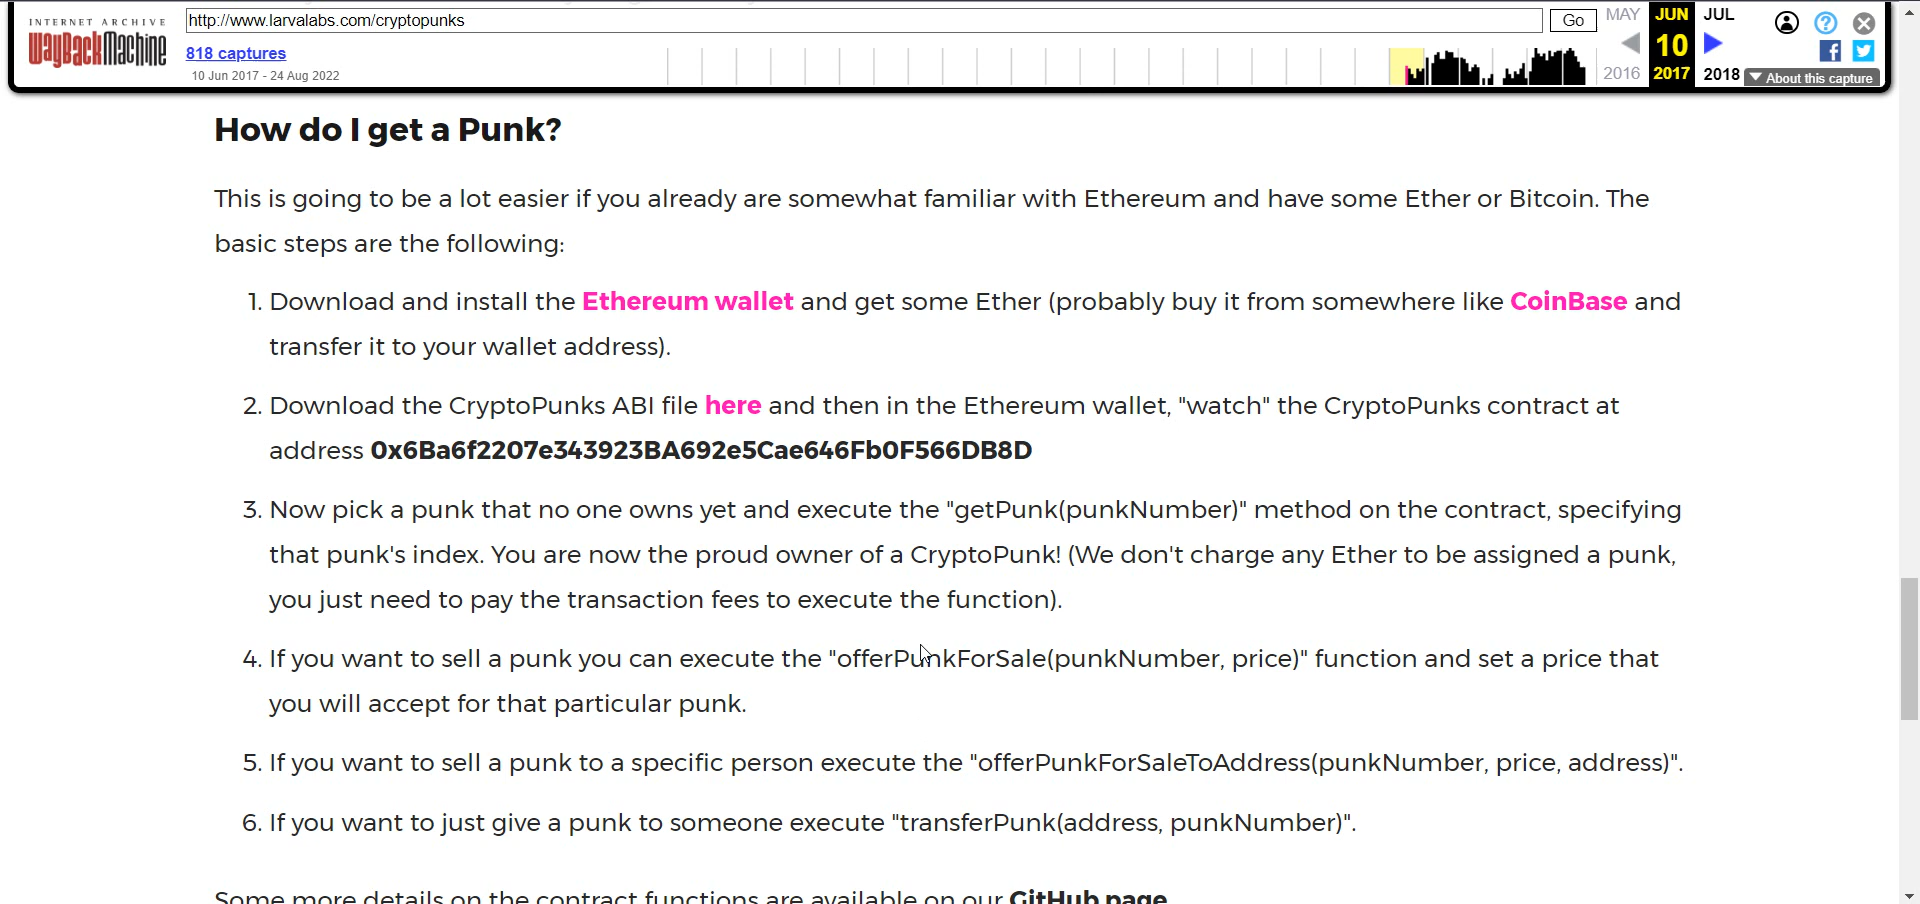 INTERNET ARCHIVE
WayBackMachine
http://www.larvalabs.com/cryptopunks
Go
MAY
JUN
JUL
818 captures
10
10 Jun 2017 - 24 Aug 2022
2016
2017
2018
About this capture
How do I get a Punk?
This is going to be a lot easier if you already are somewhat familiar with Ethereum and have some Ether or Bitcoin. The
basic steps are the following:
1. Download and install the Ethereum wallet and get some Ether (probably buy it from somewhere like CoinBase and
transfer it to your wallet address).
2. Download the CryptoPunks ABI file here and then in the Ethereum wallet, "watch" the CryptoPunks contract at
address 0x6Ba6f2207e343923BA692e5Cae646Fb0F566DB8D
3. Now pick a punk that no one owns yet and execute the "getPunk(punkNumber)" method on the contract, specifying
that punk's index. You are now the proud owner of a CryptoPunk! (We don't charge any Ether to be assigned a punk,
you just need to pay the transaction fees to execute the function).
4. If you want to sell a punk you can execute the "offerPunkForSale(punkNumber, price)" function and set a price that
you will accept for that particular punk.
5. If you want to sell a punk to a specific person execute the "offerPunkForSaleToAddress(punkNumber, price, address)".
6. If you want to just give a punk to someone execute "transferPunk(address, punkNumber)".
Some more details on the contract functions are available on our GitHub page